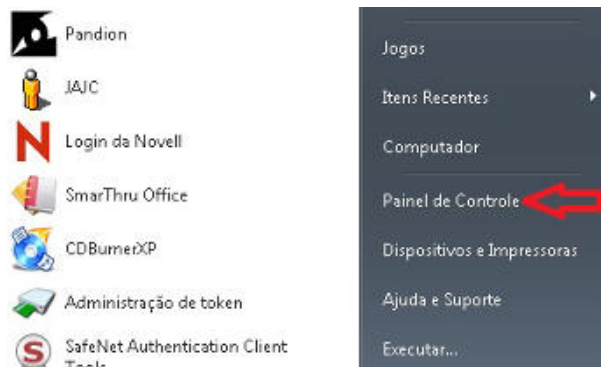 Pandion
JAJC
Login da Novell
SmarThru Office
CDBurnerXP
Administração de token
SafeNet Authentication Client
Tools
Jogos
Itens Recentes
Computador
Painel de Controle
Dispositivos e Impressoras
Ajuda e Suporte
Executar...